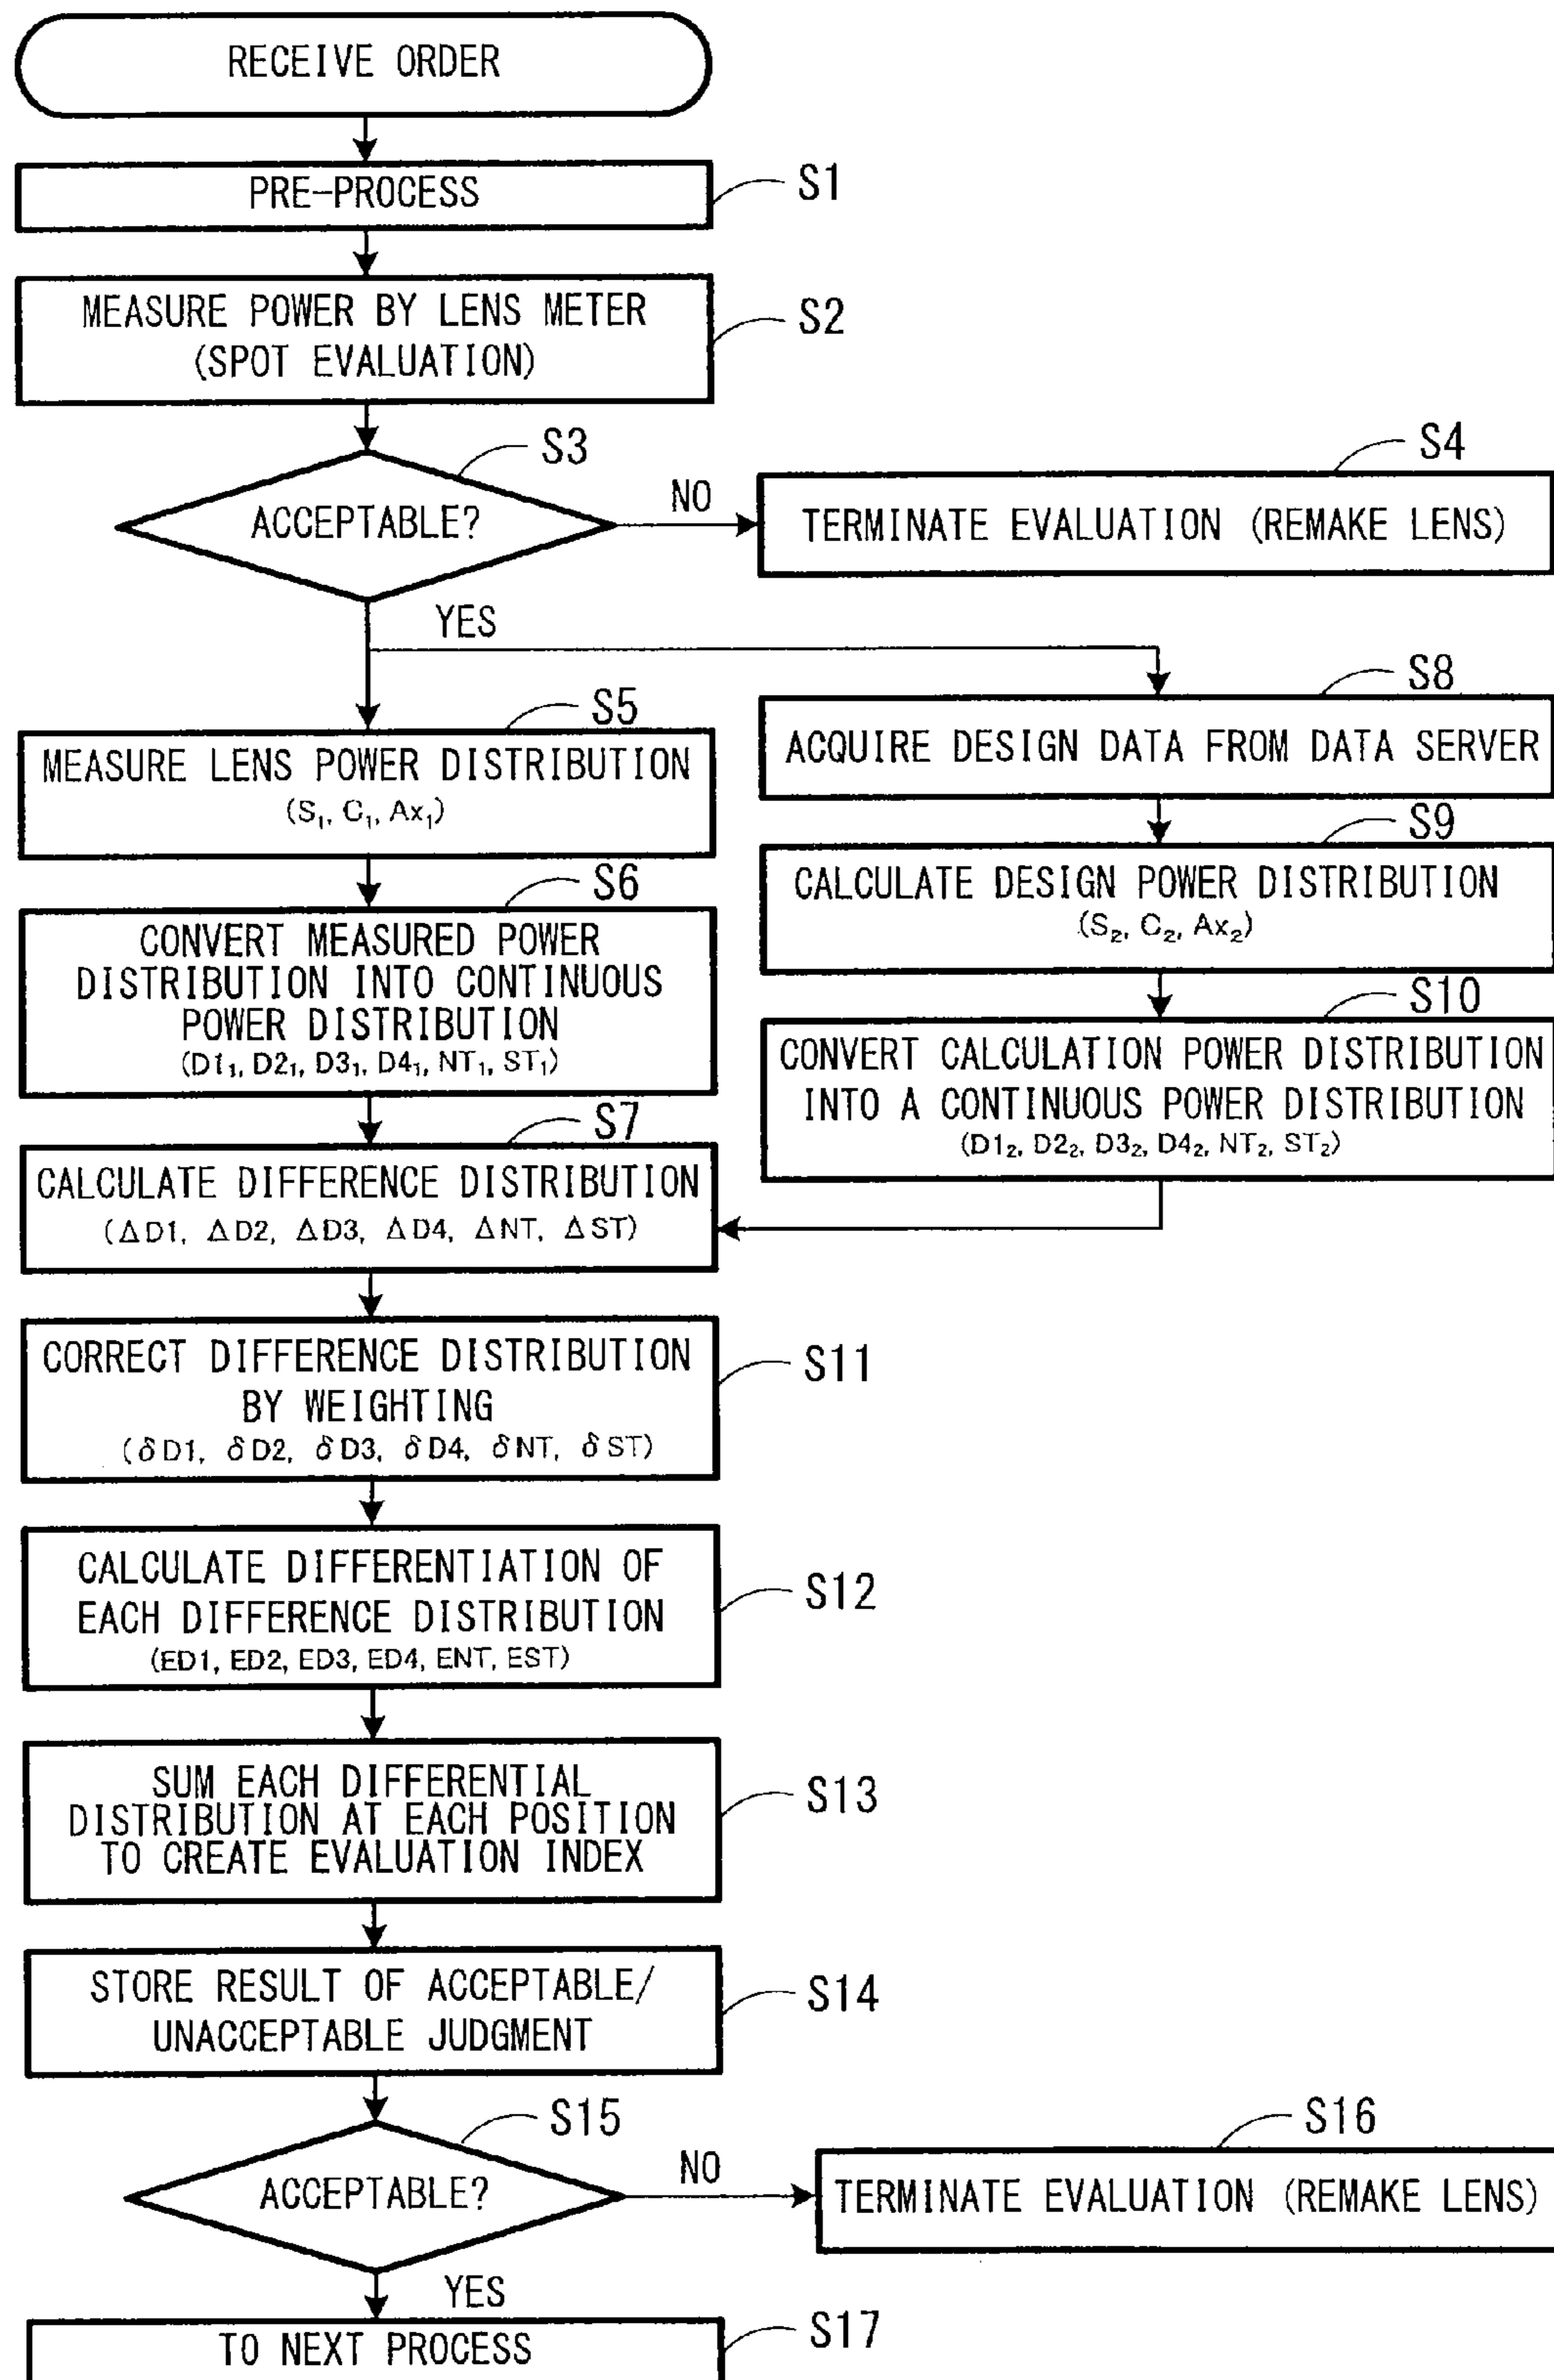 RECEIVE ORDER
PRE-PROCESS
S1
MEASURE POWER BY LENS METER
(SPOT EVALUATION)
S2
S3
ACCEPTABLE?
NO
S4
TERMINATE EVALUATION (REMAKE LENS)
YES
S5
MEASURE LENS POWER DISTRIBUTION
(S₁, C₁, Ax₁)
S6
CONVERT MEASURED POWER
DISTRIBUTION INTO CONTINUOUS
POWER DISTRIBUTION
(D1₁, D2₁, D3₁, D4₁, NT₁, ST₁)
S8
ACQUIRE DESIGN DATA FROM DATA SERVER
S9
CALCULATE DESIGN POWER DISTRIBUTION
(S₂, C₂, Ax₂)
S10
CONVERT CALCULATION POWER DISTRIBUTION
INTO A CONTINUOUS POWER DISTRIBUTION
(D1₂, D2₂, D3₂, D4₂, NT₂, ST₂)
S7
CALCULATE DIFFERENCE DISTRIBUTION
(ΔD1, ΔD2, ΔD3, ΔD4, ΔNT, ΔST)
CORRECT DIFFERENCE DISTRIBUTION
BY WEIGHTING
(δD1, δD2, δD3, δD4, δNT, δST)
S11
CALCULATE DIFFERENTIATION OF
EACH DIFFERENCE DISTRIBUTION
(ED1, ED2, ED3, ED4, ENT, EST)
S12
SUM EACH DIFFERENTIAL
DISTRIBUTION AT EACH POSITION
TO CREATE EVALUATION INDEX
S13
STORE RESULT OF ACCEPTABLE/
UNACCEPTABLE JUDGMENT
S14
S15
ACCEPTABLE?
NO
S16
TERMINATE EVALUATION (REMAKE LENS)
YES
TO NEXT PROCESS
S17